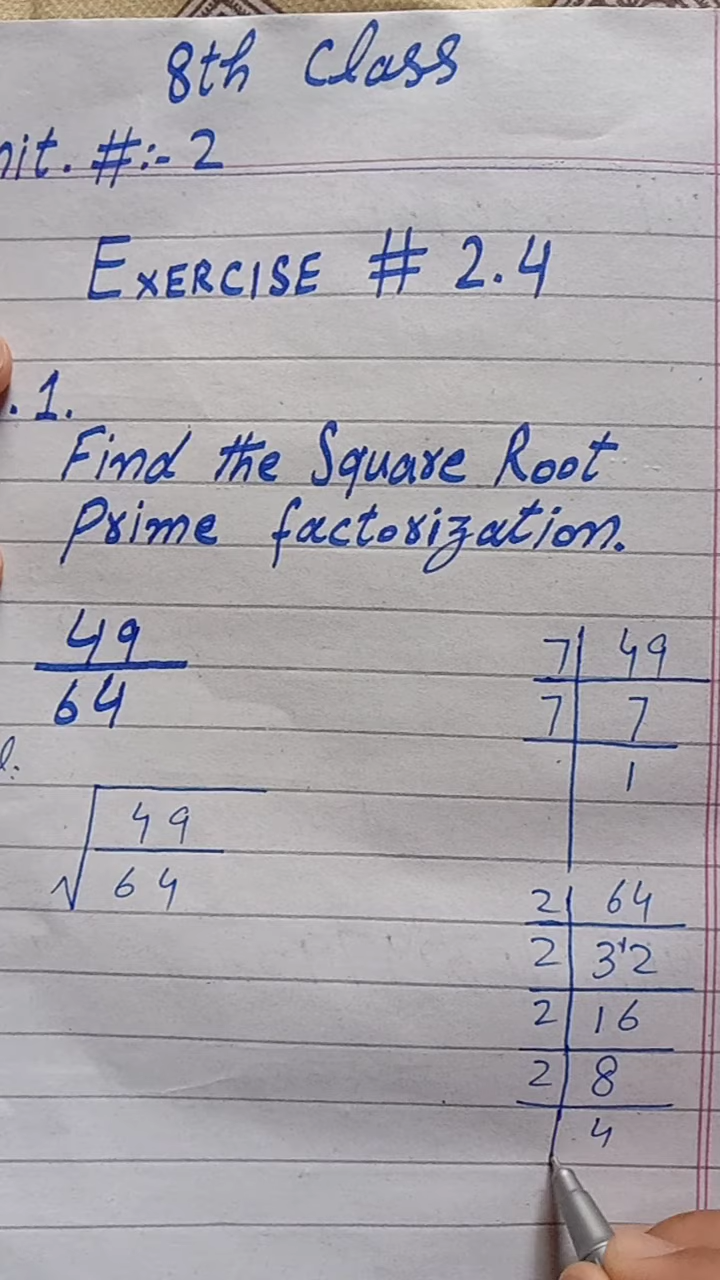 8th Class
nit. #:- 2
EXERCISE # 2.4
.1.
Find the Square Root
Prime factorization.
49
64
l.
√49
64
7 49
7 7
1
2 64
2 32
2 16
2 8
4